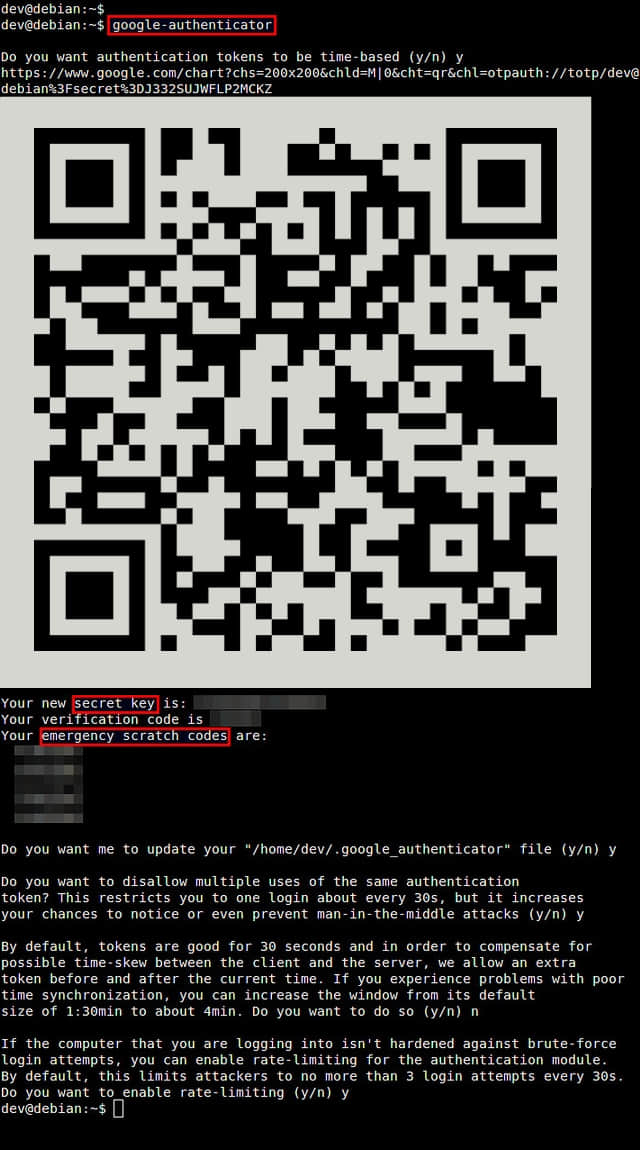 dev@debian:~$
dev@debian:~$ google-authenticator
Do you want authentication tokens to be time-based (y/n) y
https://www.google.com/chart?chs=200x200&chld=M|0&cht=qr&chl=otpauth://totp/dev@
debian%3Fsecret%3DJ332SUJWFLP2MCKZ
Your new secret key is:
Your verification code is
Your emergency scratch codes are:
Do you want me to update your "/home/dev/.google_authenticator" file (y/n) y
Do you want to disallow multiple uses of the same authentication
token? This restricts you to one login about every 30s, but it increases
your chances to notice or even prevent man-in-the-middle attacks (y/n) y
By default, tokens are good for 30 seconds and in order to compensate for
possible time-skew between the client and the server, we allow an extra
token before and after the current time. If you experience problems with poor
time synchronization, you can increase the window from its default
size of 1:30min to about 4min. Do you want to do so (y/n) n
If the computer that you are logging into isn't hardened against brute-force
login attempts, you can enable rate-limiting for the authentication module.
By default, this limits attackers to no more than 3 login attempts every 30s.
Do you want to enable rate-limiting (y/n) y
dev@debian:~$